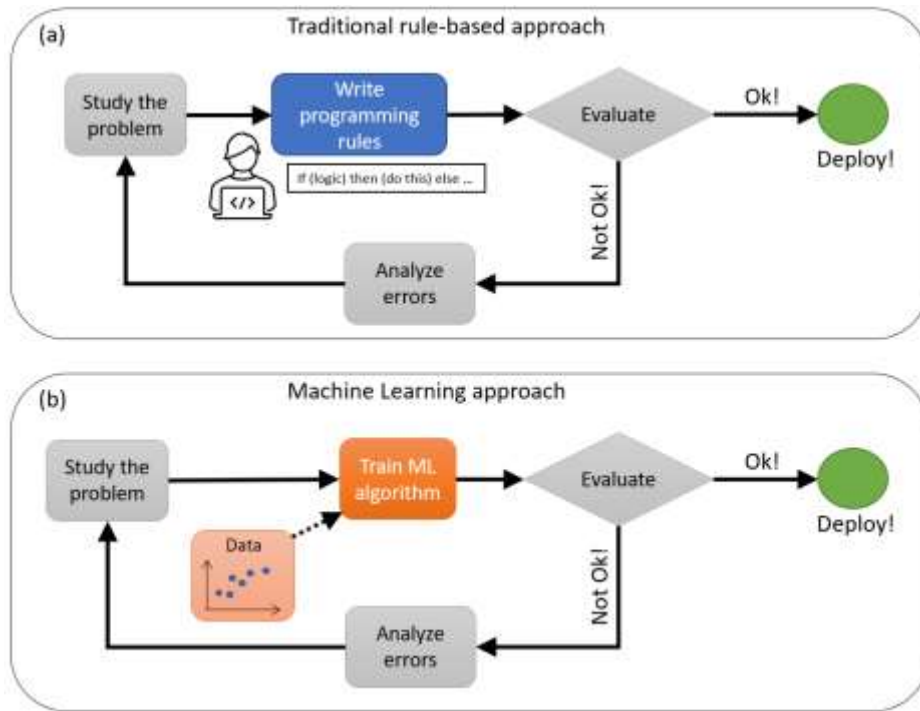 (a)
Traditional rule-based approach
Study the
problem
Write
programming
rules
If (logic) then (do this) else ...
</>
Evaluate
Ok!
Deploy!
Not Ok!
Analyze
errors
(b)
Machine Learning approach
Study the
problem
Train ML
algorithm
Data
Evaluate
Ok!
Deploy!
Not Ok!
Analyze
errors